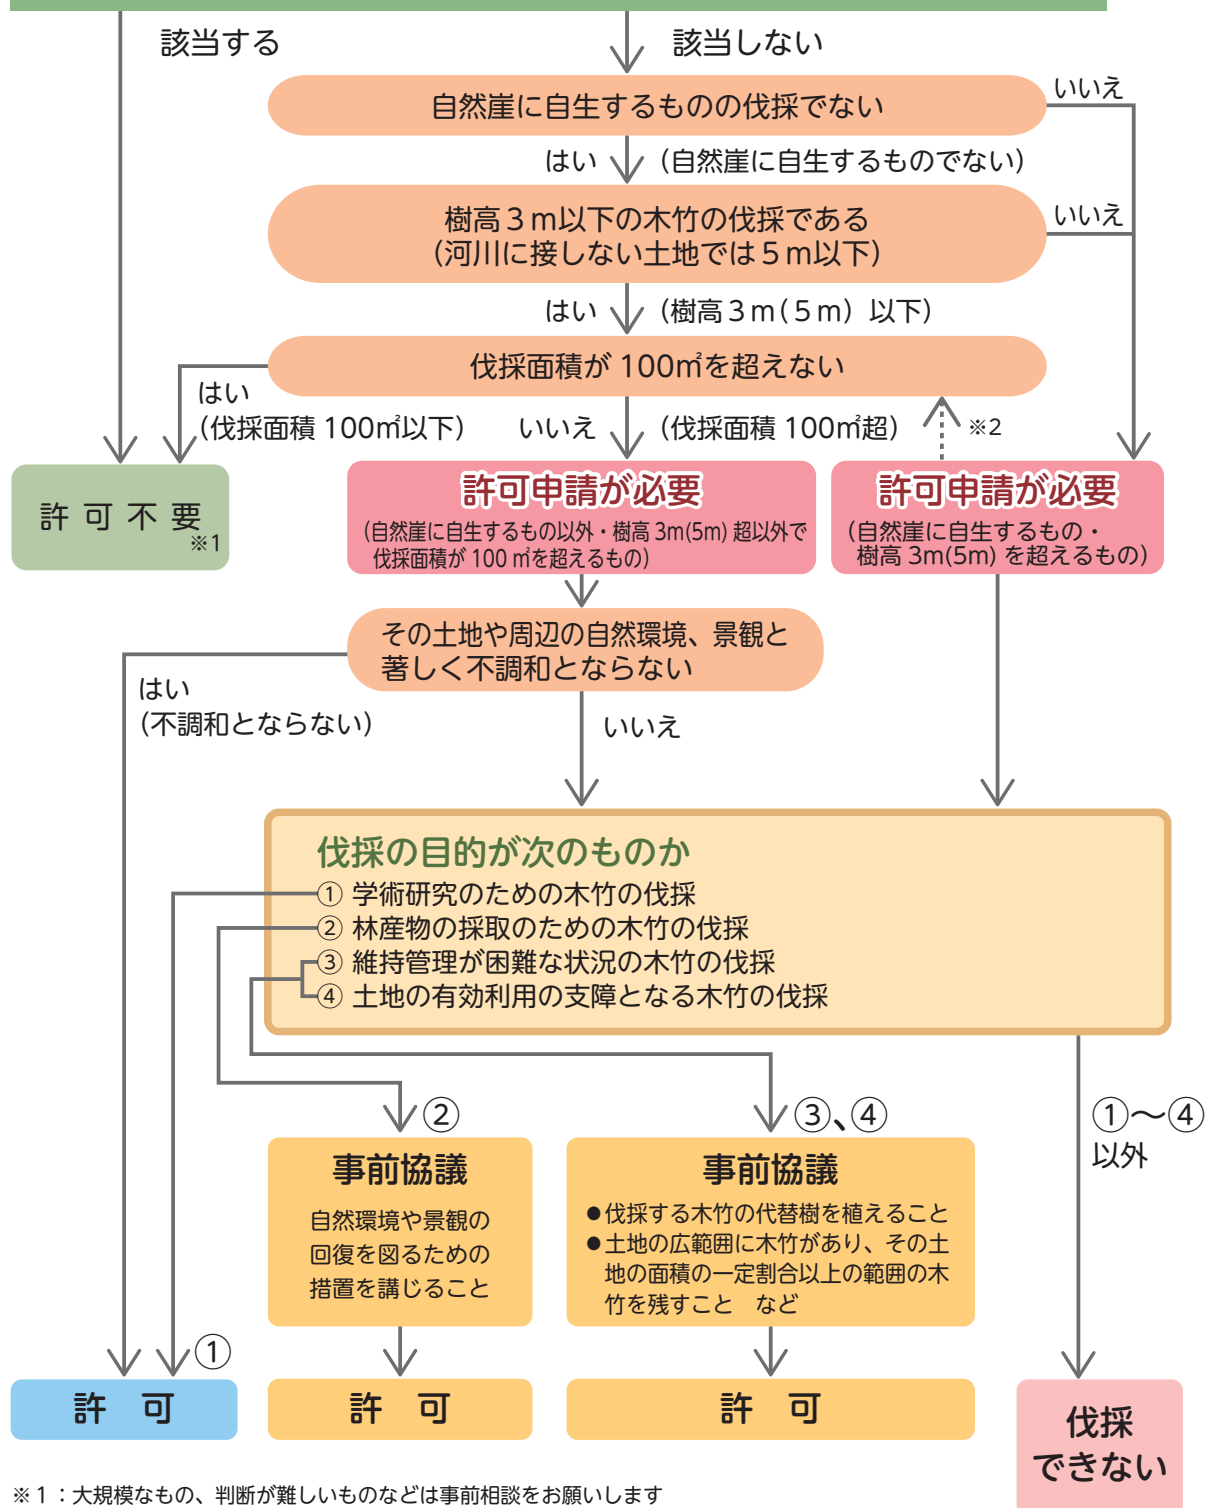 該当する
該当しない
自然崖に自生するものの伐採でない
いいえ
はい
(自然崖に自生するものでない)
樹高3m以下の木竹の伐採である
(河川に接しない土地では5m以下)
いいえ
はい
(樹高3m(5m)以下)
伐採面積が 100㎡を超えない
はい
(伐採面積 100㎡以下)
いいえ
(伐採面積 100㎡超)
※2
許可不要
※1
許可申請が必要
(自然崖に自生するもの以外・樹高 3m(5m) 超以外で
伐採面積が 100 ㎡を超えるもの)
許可申請が必要
(自然崖に自生するもの・
樹高 3m(5m) を超えるもの)
その土地や周辺の自然環境、景観と
著しく不調和とならない
はい
(不調和とならない)
いいえ
伐採の目的が次のものか
① 学術研究のための木竹の伐採
② 林産物の採取のための木竹の伐採
③ 維持管理が困難な状況の木竹の伐採
④ 土地の有効利用の支障となる木竹の伐採
②
③、④
①〜④
以外
事前協議
自然環境や景観の
回復を図るための
措置を講じること
事前協議
●伐採する木竹の代替樹を植えること
●土地の広範囲に木竹があり、その土
地の面積の一定割合以上の範囲の木
竹を残すこと など
①
許 可
許 可
許 可
伐採
できない
※1:大規模なもの、判断が難しいものなどは事前相談をお願いします